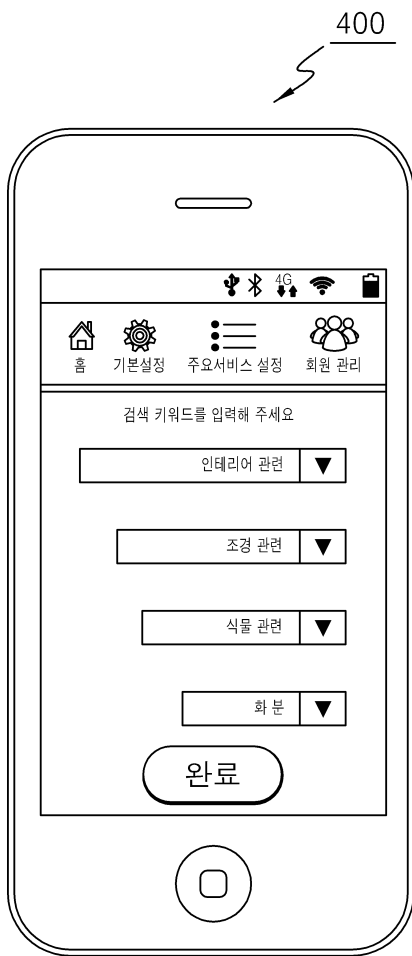 400
4G
홈 기본설정 주요서비스 설정 회원 관리
검색 키워드를 입력해 주세요
인테리어 관련
조경 관련
식물 관련
화 분
완료